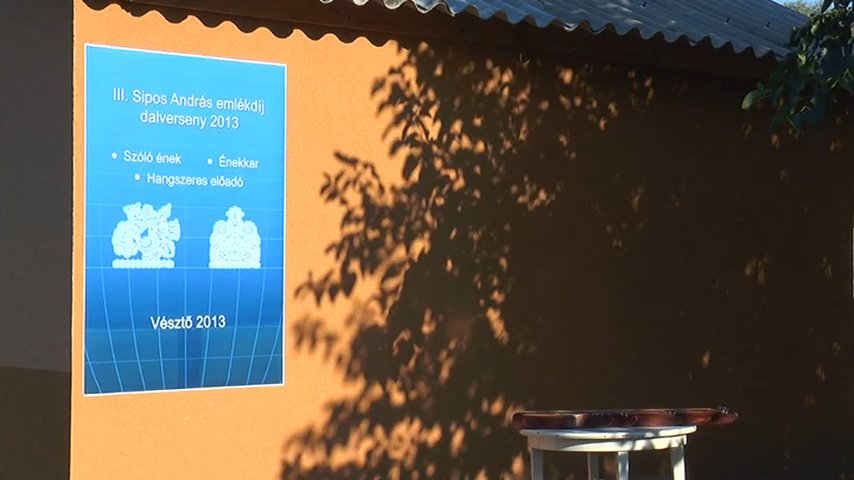 III. Sipos András emlékdíj
dalverseny 2013
• Szóló ének • Énekkar
• Hangszeres előadó
Vésztő 2013